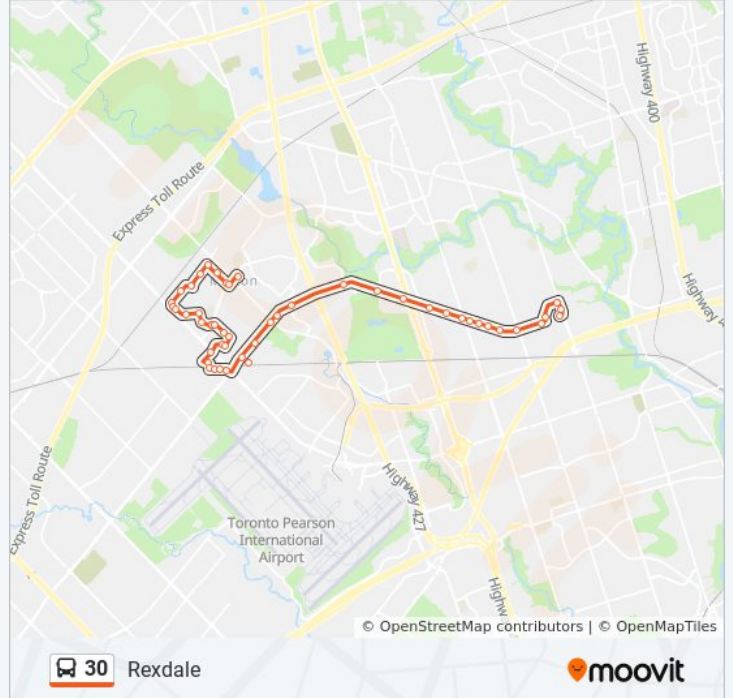 Highway 400
Express Toll Route
M on
Highway 4
Express Toll Route
Highway 427
Toronto Pearson
International
Airport
Highw
© OpenStreetMap contributors | © OpenMapTiles
30 Rexdale
moovit